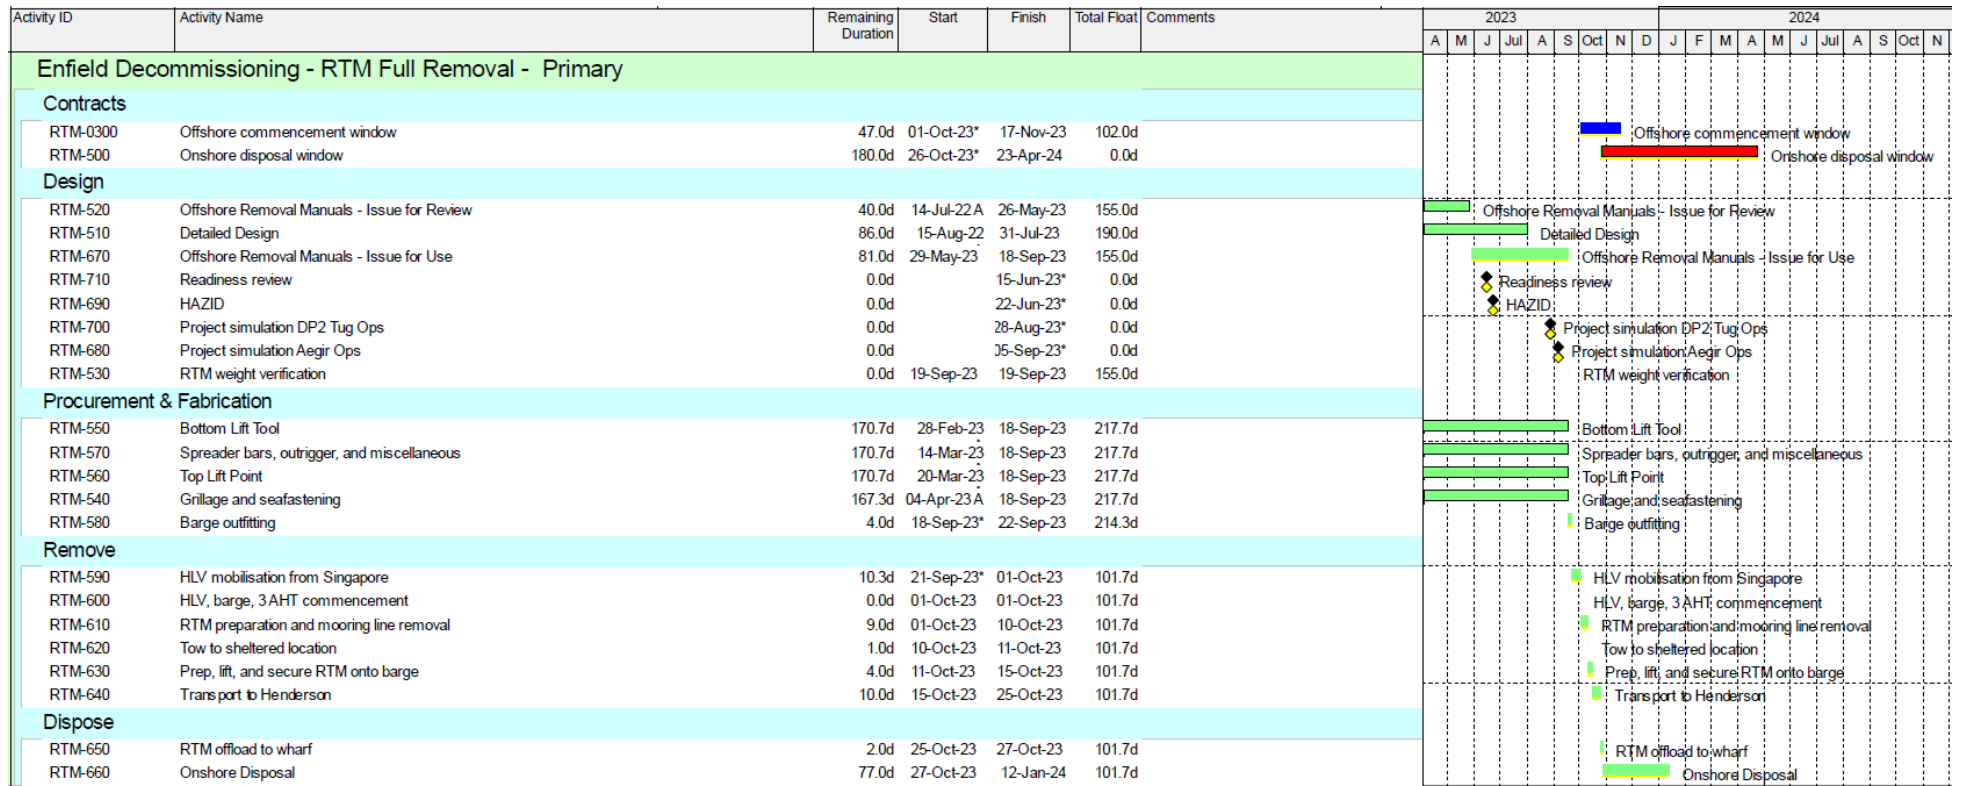 Activity ID Activity Name Remaining Duration Start Finish Total Float Comments 2023 2024
A M J Jul A S Oct N D J F M A M J Jul A S Oct N
Enfield Decommissioning - RTM Full Removal - Primary
Contracts
RTM-0300 Offshore commencement window 47.0d 01-Oct-23* 17-Nov-23 102.0d Offshore commencement window
RTM-500 Onshore disposal window 180.0d 26-Oct-23* 23-Apr-24 0.0d Onshore disposal window
Design
RTM-520 Offshore Removal Manuals - Issue for Review 40.0d 14-Jul-22 A 26-May-23 155.0d Offshore Removal Manuals - Issue for Review
RTM-510 Detailed Design 86.0d 15-Aug-22 31-Jul-23 190.0d Detailed Design
RTM-670 Offshore Removal Manuals - Issue for Use 81.0d 29-May-23 18-Sep-23 155.0d Offshore Removal Manuals - Issue for Use
RTM-710 Readiness review 0.0d 15-Jun-23* 0.0d Readiness review
RTM-690 HAZID 0.0d 22-Jun-23* 0.0d HAZID
RTM-700 Project simulation DP2 Tug Ops 0.0d 28-Aug-23* 0.0d Project simulation DP2 Tug Ops
RTM-680 Project simulation Aegir Ops 0.0d 05-Sep-23* 0.0d Project simulation Aegir Ops
RTM-530 RTM weight verification 0.0d 19-Sep-23 19-Sep-23 155.0d RTM weight verification
Procurement & Fabrication
RTM-550 Bottom Lift Tool 170.7d 28-Feb-23 18-Sep-23 217.7d Bottom Lift Tool
RTM-570 Spreader bars, outrigger, and miscellaneous 170.7d 14-Mar-23 18-Sep-23 217.7d Spreader bars, outrigger, and miscellaneous
RTM-560 Top Lift Point 170.7d 20-Mar-23 18-Sep-23 217.7d Top Lift Point
RTM-540 Grillage and seafastening 167.3d 04-Apr-23 A 18-Sep-23 217.7d Grillage and seafastening
RTM-580 Barge outfitting 4.0d 18-Sep-23* 22-Sep-23 214.3d Barge outfitting
Remove
RTM-590 HLV mobilisation from Singapore 10.3d 21-Sep-23* 01-Oct-23 101.7d HLV mobilisation from Singapore
RTM-600 HLV, barge, 3 AHT commencement 0.0d 01-Oct-23 01-Oct-23 101.7d HLV, barge, 3 AHT commencement
RTM-610 RTM preparation and mooring line removal 9.0d 01-Oct-23 10-Oct-23 101.7d RTM preparation and mooring line removal
RTM-620 Tow to sheltered location 1.0d 10-Oct-23 11-Oct-23 101.7d Tow to sheltered location
RTM-630 Prep, lift, and secure RTM onto barge 4.0d 11-Oct-23 15-Oct-23 101.7d Prep, lift, and secure RTM onto barge
RTM-640 Transport to Henderson 10.0d 15-Oct-23 25-Oct-23 101.7d Transport to Henderson
Dispose
RTM-650 RTM offload to wharf 2.0d 25-Oct-23 27-Oct-23 101.7d RTM offload to wharf
RTM-660 Onshore Disposal 77.0d 27-Oct-23 12-Jan-24 101.7d Onshore Disposal